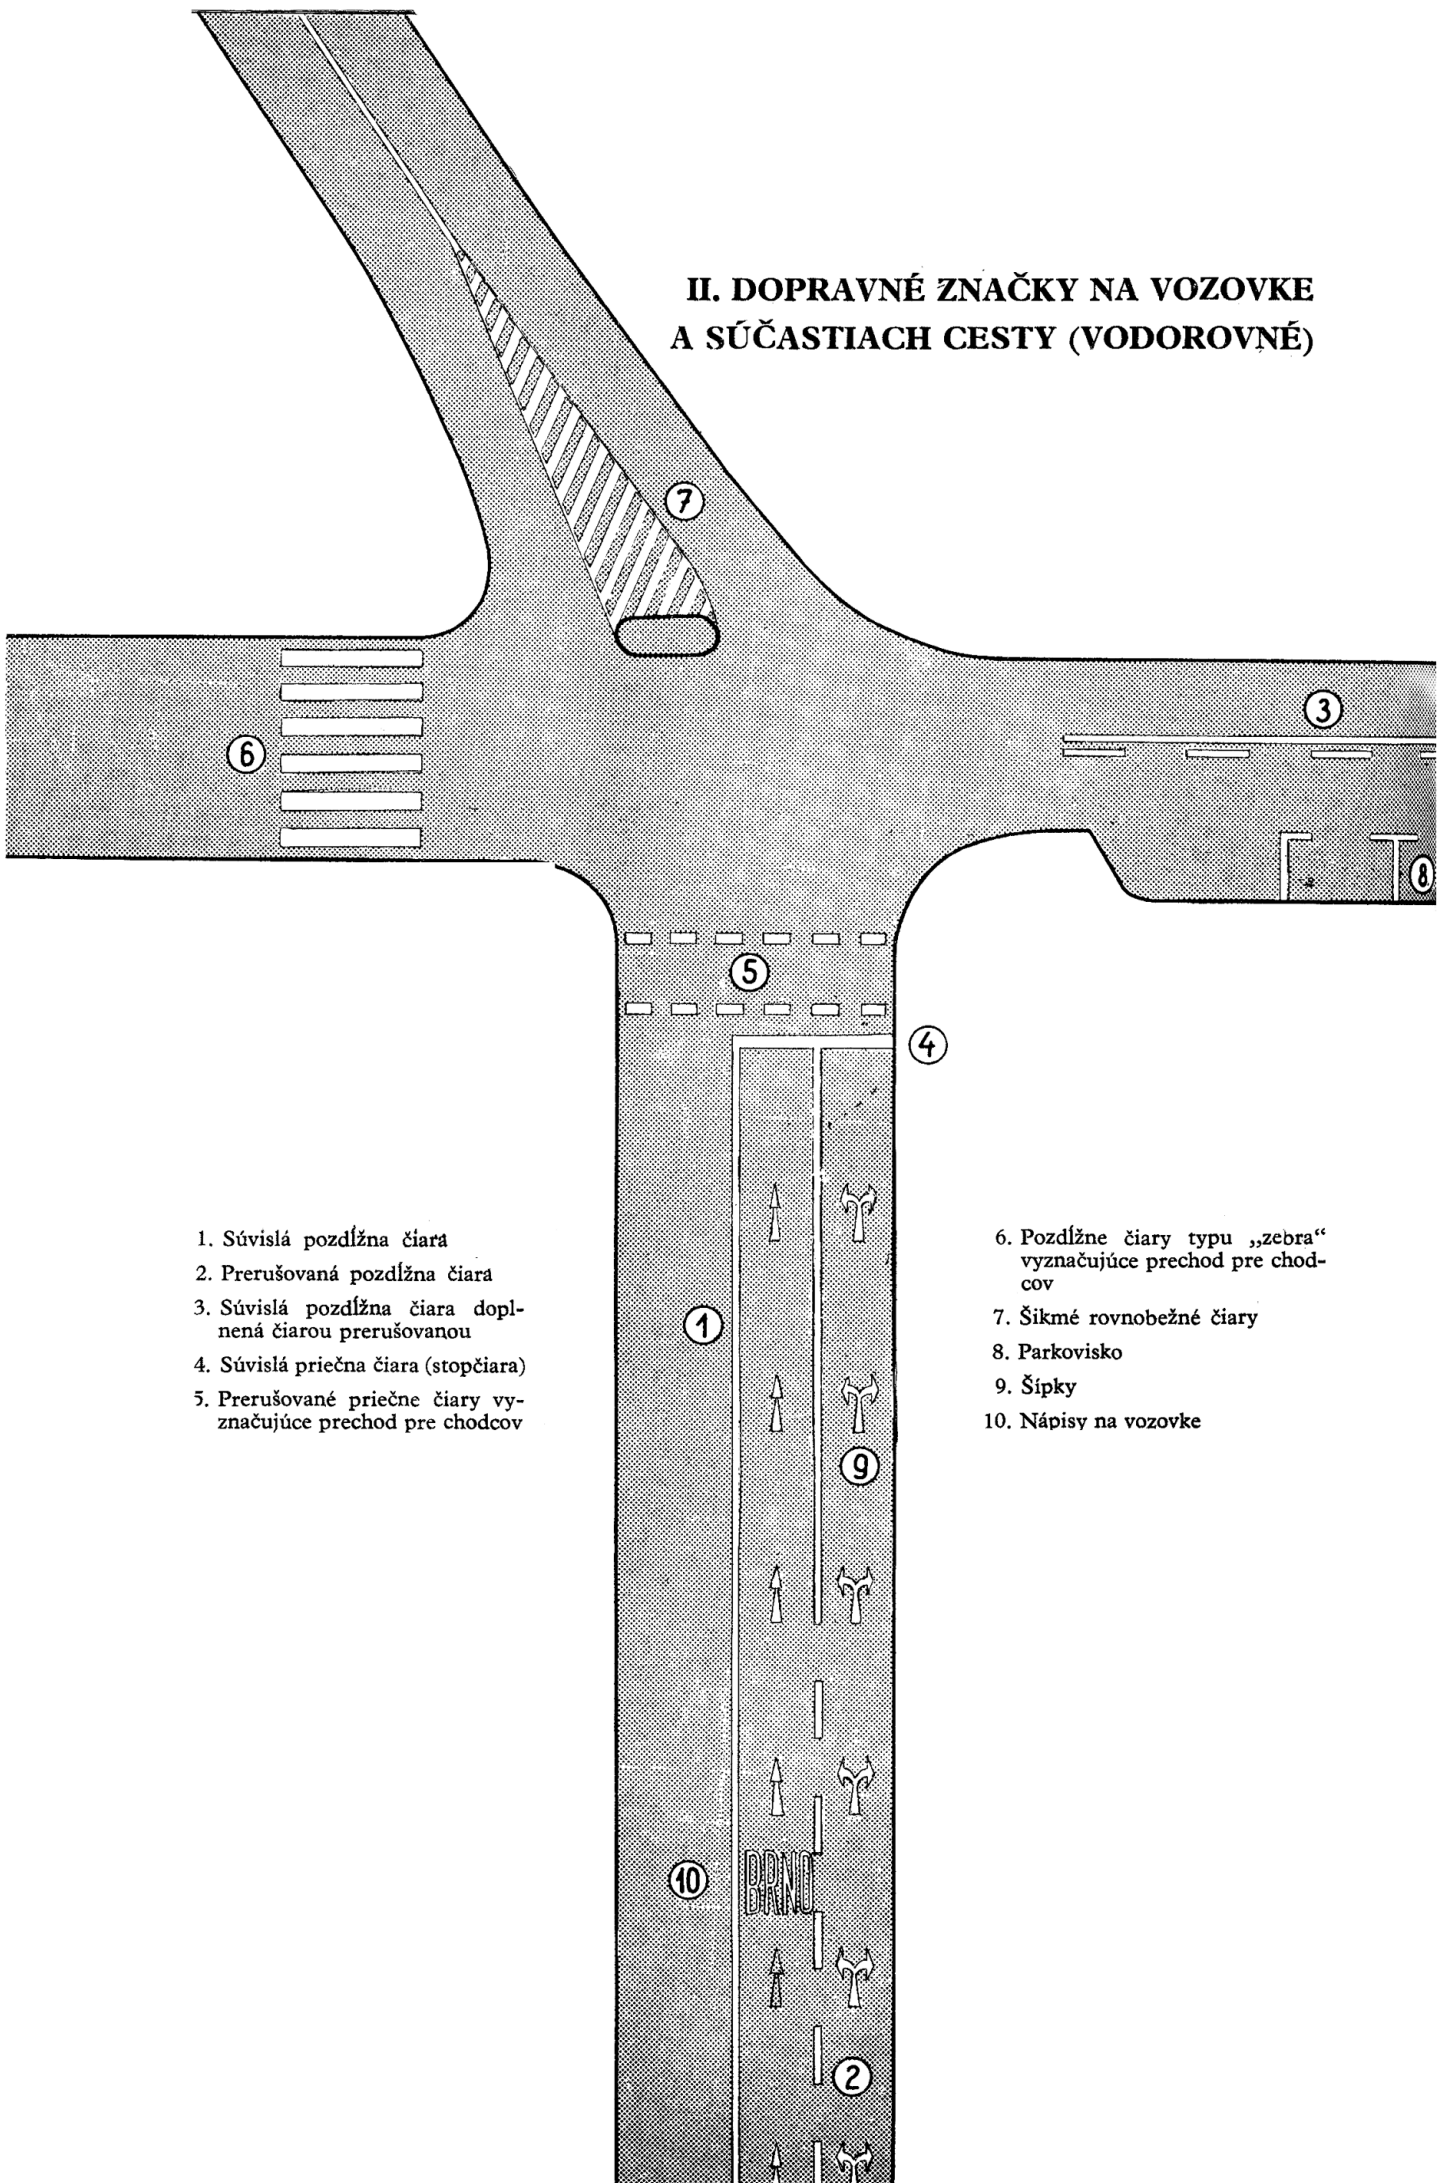 II. DOPRAVNÉ ZNAČKY NA VOZOVKE
A SÚČASTIACH CESTY (VODOROVNÉ)
7
3
6
8
5
4
1. Súvislá pozdĺžna čiara
2. Prerušovaná pozdĺžna čiara
3. Súvislá pozdĺžna čiara dopl-
nená čiarou prerušovanou
4. Súvislá priečna čiara (stopčiara)
5. Prerušované priečne čiary vy-
značujúce prechod pre chodcov
6. Pozdĺžne čiary typu „zebra“
vyznačujúce prechod pre chod-
cov
7. Šikmé rovnobežné čiary
8. Parkovisko
9. Šípky
10. Nápisy na vozovke
1
9
10
BRNO
2